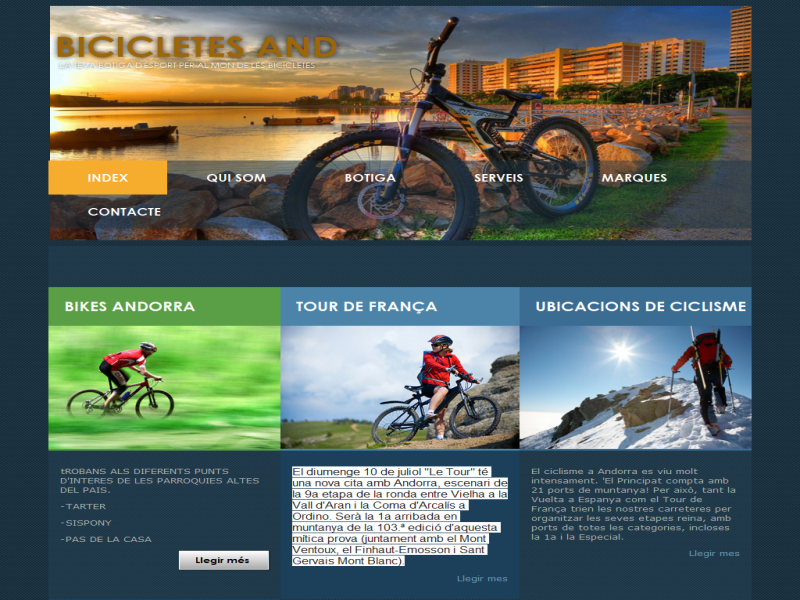 BICICLETES AND
LA TEVA BOTIGA D'ESPORT PER AL MON DE LES BICICLETES
INDEX
QUI SOM
BOTIGA
SERVEIS
MARQUES
CONTACTE
BIKES ANDORRA
tROBANS ALS DIFERENTS PUNTS
D'INTERES DE LES PARROQUIES ALTES
DEL PAIS.
-TARTER
-SISPONY
-PAS DE LA CASA
Llegir més
TOUR DE FRANÇA
El diumenge 10 de juliol "Le Tour" té
una nova cita amb Andorra, escenari de
la 9a etapa de la ronda entre Vielha a la
Vall d'Aran i la Coma d'Arcalís a
Ordino. Serà la 1a arribada en
muntanya de la 103.ª edició d'aquesta
mítica prova (juntament amb el Mont
Ventoux, el Finhaut-Emosson i Sant
Gervais Mont Blanc).
Llegir mes
UBICACIONS DE CICLISME
El ciclisme a Andorra es viu molt
intensament. 'El Principat compta amb
21 ports de muntanya! Per això, tant la
Vuelta a Espanya com el Tour de
França trien les nostres carreteres per
organitzar les seves etapes reina, amb
ports de totes les categories, incloses
la 1a i la Especial.
Llegir mes